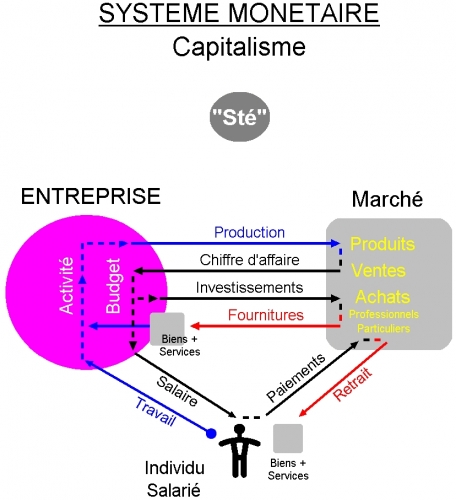 SYSTEME MONETAIRE
Capitalisme
"Sté"
ENTREPRISE
Marché
Production
Produits
Chiffre d'affaire
Ventes
Activité
Budget
Investissements
Achats
Fournitures
Professionnels
Particuliers
Biens +
Services
Salaire
Paiements
Retrait
Travail
Individu
Salarié
Biens +
Services